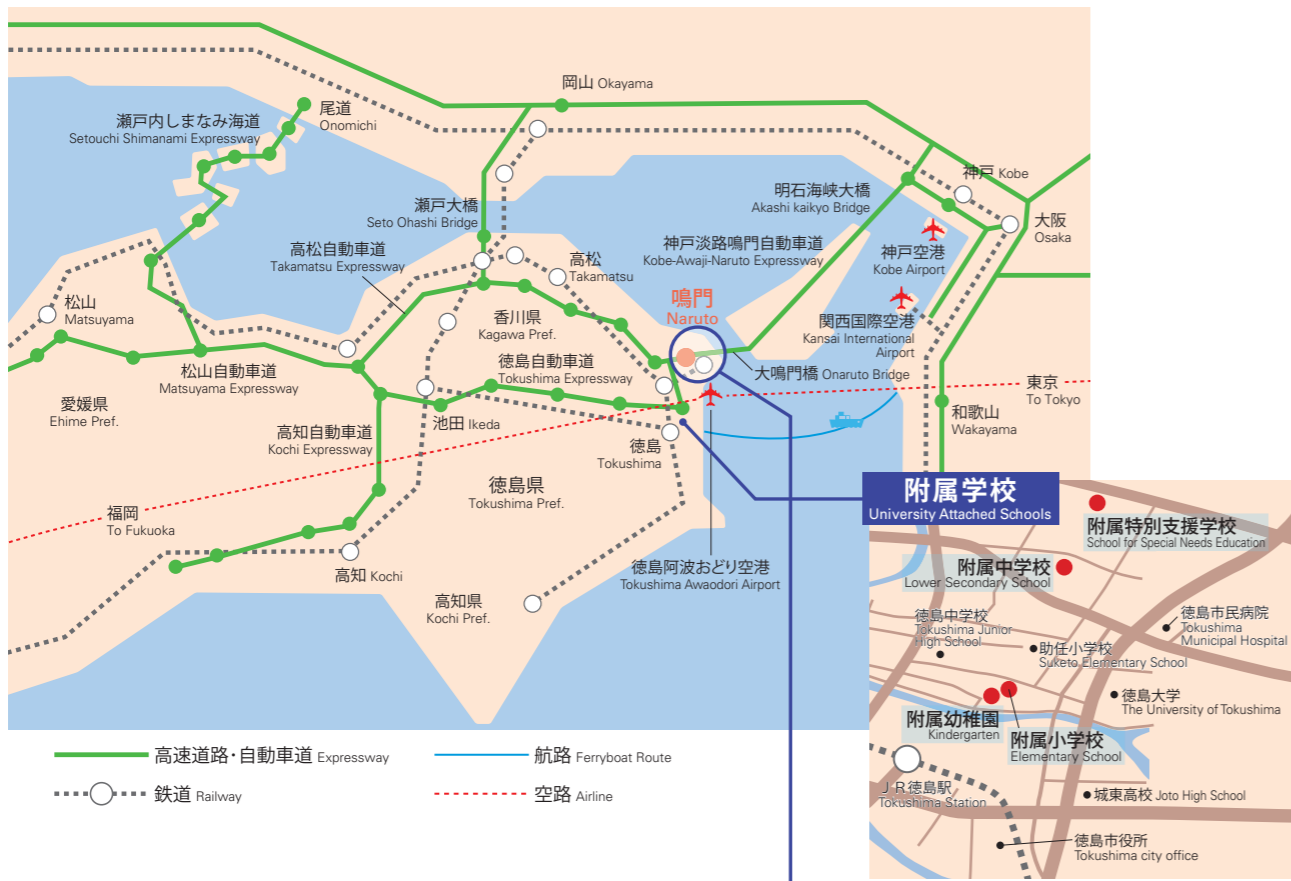 岡山 Okayama
尾道
Onomichi
瀬戸内しまなみ海道
Setouchi Shimanami Expressway
瀬戸大橋
Seto Ohashi Bridge
明石海峡大橋
Akashi kaikyo Bridge
神戸 Kobe
大阪
Osaka
高松自動車道
Takamatsu Expressway
高松
Takamatsu
神戸淡路鳴門自動車道
Kobe-Awaji-Naruto Expressway
神戸空港
Kobe Airport
松山
Matsuyama
鳴門
Naruto
香川県
Kagawa Pref.
関西国際空港
Kansai International
Airport
松山自動車道
Matsuyama Expressway
徳島自動車道
Tokushima Expressway
大鳴門橋 Onaruto Bridge
東京
To Tokyo
愛媛県
Ehime Pref.
高知自動車道
Kochi Expressway
池田 Ikeda
徳島
Tokushima
和歌山
Wakayama
徳島県
Tokushima Pref.
福岡
To Fukuoka
高知 Kochi
徳島阿波おどり空港
Tokushima Awaodori Airport
高知県
Kochi Pref.
附属学校
University Attached Schools
附属特別支援学校
School for Special Needs Education
附属中学校
Lower Secondary School
徳島中学校
Tokushima Junior
High School
徳島市民病院
Tokushima
Municipal Hospital
助任小学校
Suketo Elementary School
徳島大学
The University of Tokushima
附属幼稚園
Kindergarten
附属小学校
Elementary School
JR徳島駅
Tokushima Station
城東高校 Joto High School
徳島市役所
Tokushima city office
高速道路・自動車道 Expressway
航路 Ferryboat Route
鉄道 Railway
空路 Airline